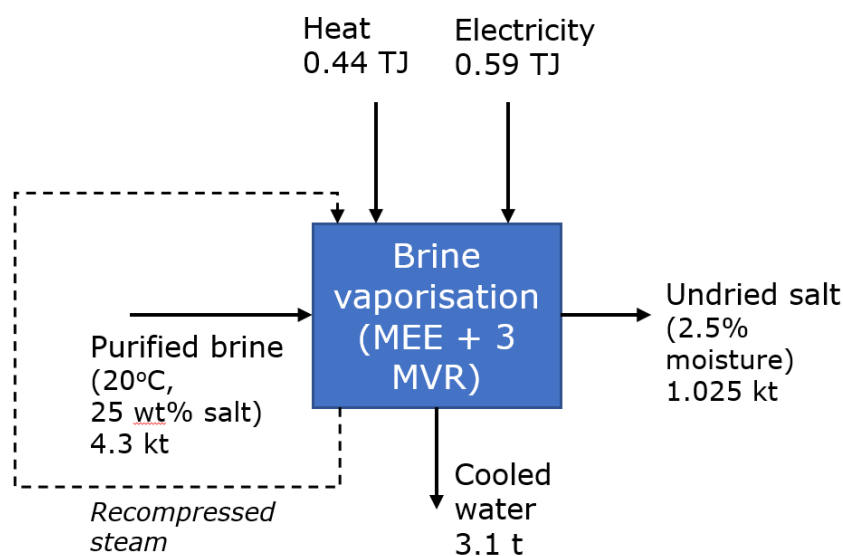 Heat
0.44 TJ
Electricity
0.59 TJ
Brine
vaporisation
(MEE + 3
MVR)
Purified brine
(20°C,
25 wt% salt)
4.3 kt
Undried salt
(2.5%
moisture)
1.025 kt
Recompressed
steam
Cooled
water
3.1 t